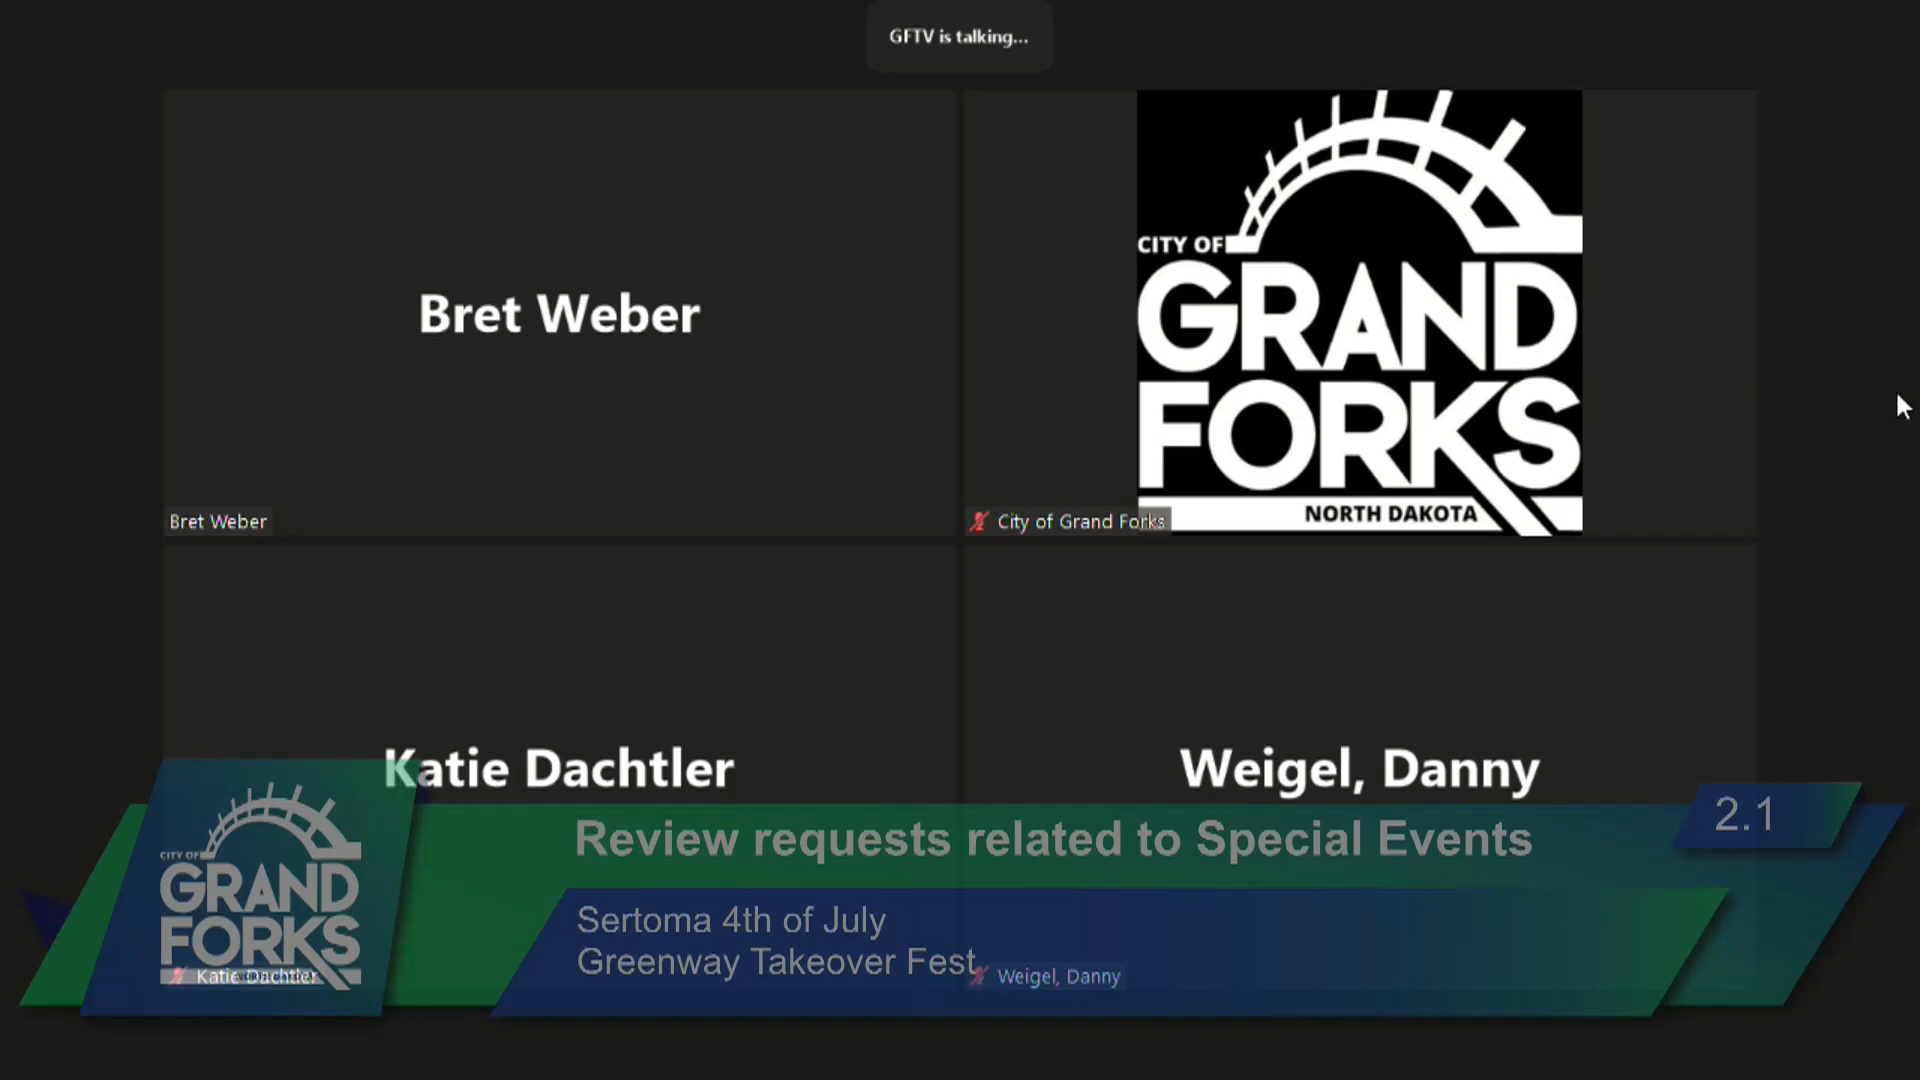 GFTV is talking...
Bret Weber
Bret Weber
CITY OF
GRAND
FORKS
NORTH DAKOTA
City of Grand Forks
Katie Dachtler
Weigel, Danny
Review requests related to Special Events
2.1
Sertoma 4th of July
Greenway Takeover Fest
CITY OF
GRAND
FORKS
Katie Dachtler
Weigel, Danny